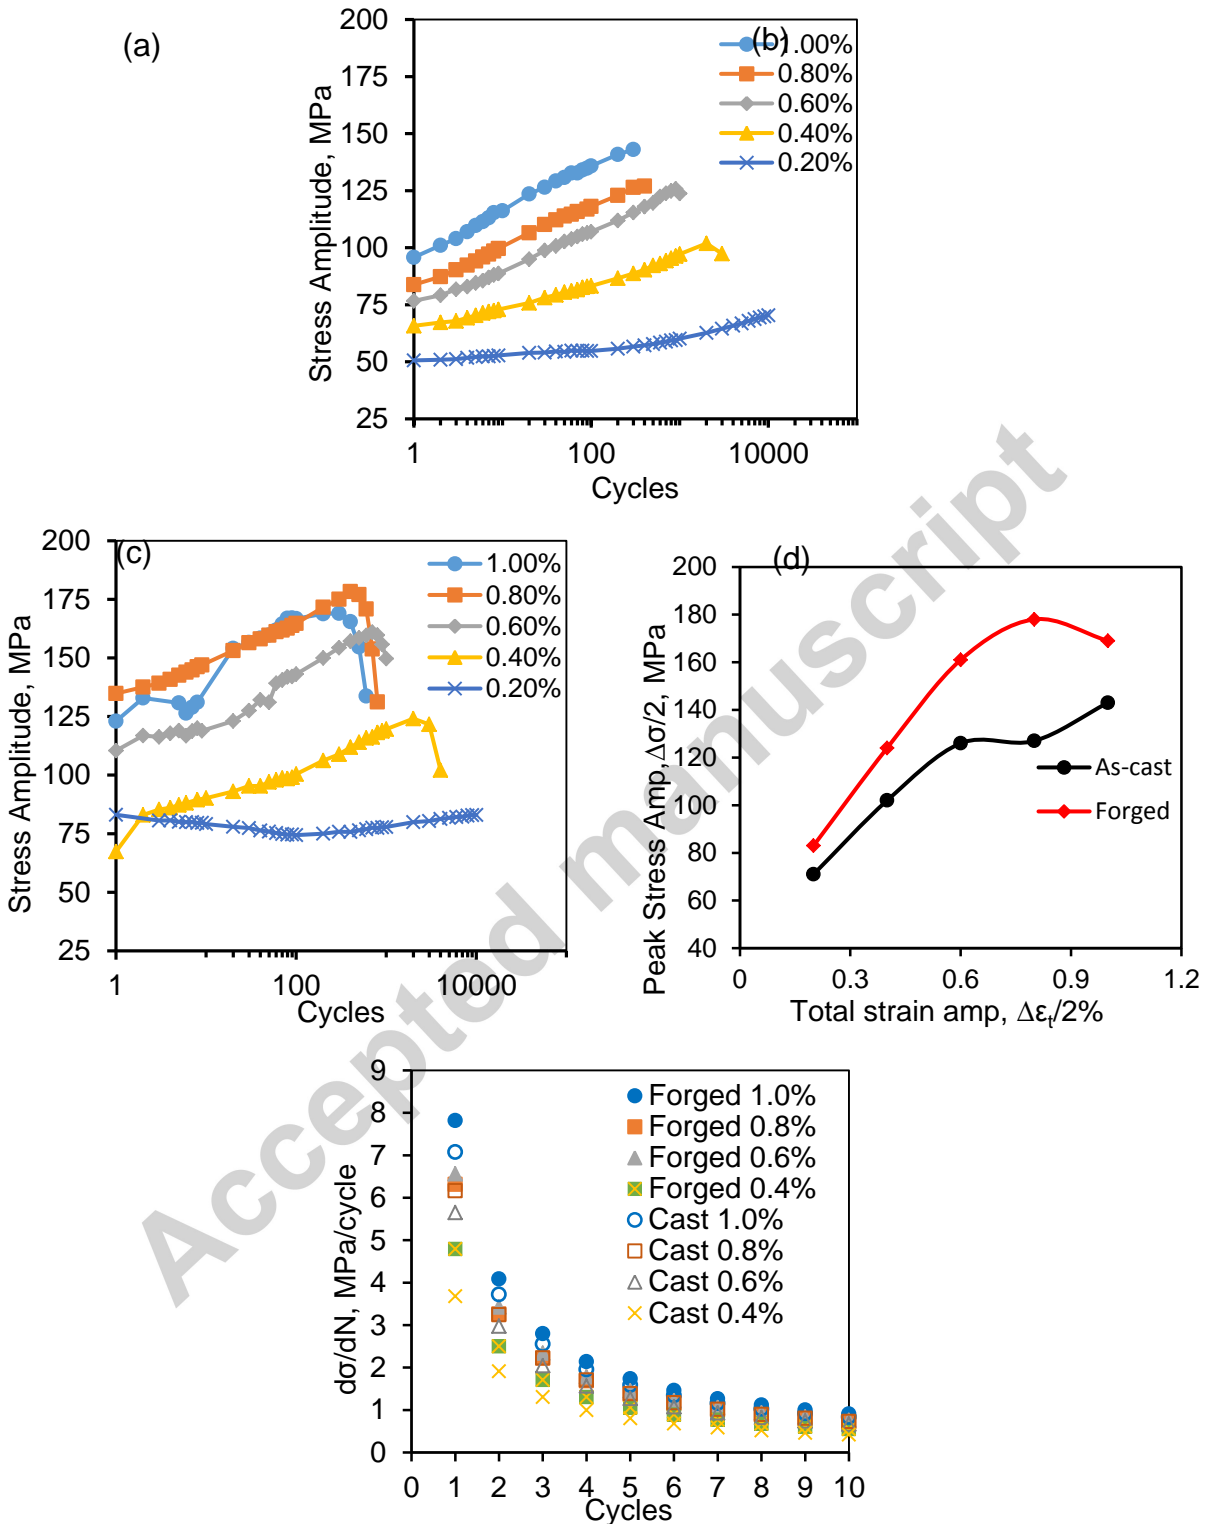 (a)
(b)
200
175
150
125
100
75
50
25
Stress Amplitude, MPa
1.00%
0.80%
0.60%
0.40%
0.20%
1
100
10000
Cycles
(c)
200
175
150
125
100
75
50
25
Stress Amplitude, MPa
1.00%
0.80%
0.60%
0.40%
0.20%
1
100
10000
Cycles
(d)
200
180
160
140
120
100
80
60
40
Peak Stress Amp,Δσ/2, MPa
As-cast
Forged
0
0.3
0.6
0.9
1.2
Total strain amp, Δεt/2%
9
8
7
6
5
4
3
2
1
0
dσ/dN, MPa/cycle
Forged 1.0%
Forged 0.8%
Forged 0.6%
Forged 0.4%
Cast 1.0%
Cast 0.8%
Cast 0.6%
Cast 0.4%
0 1 2 3 4 5 6 7 8 9 10
Cycles
Accepted manuscript